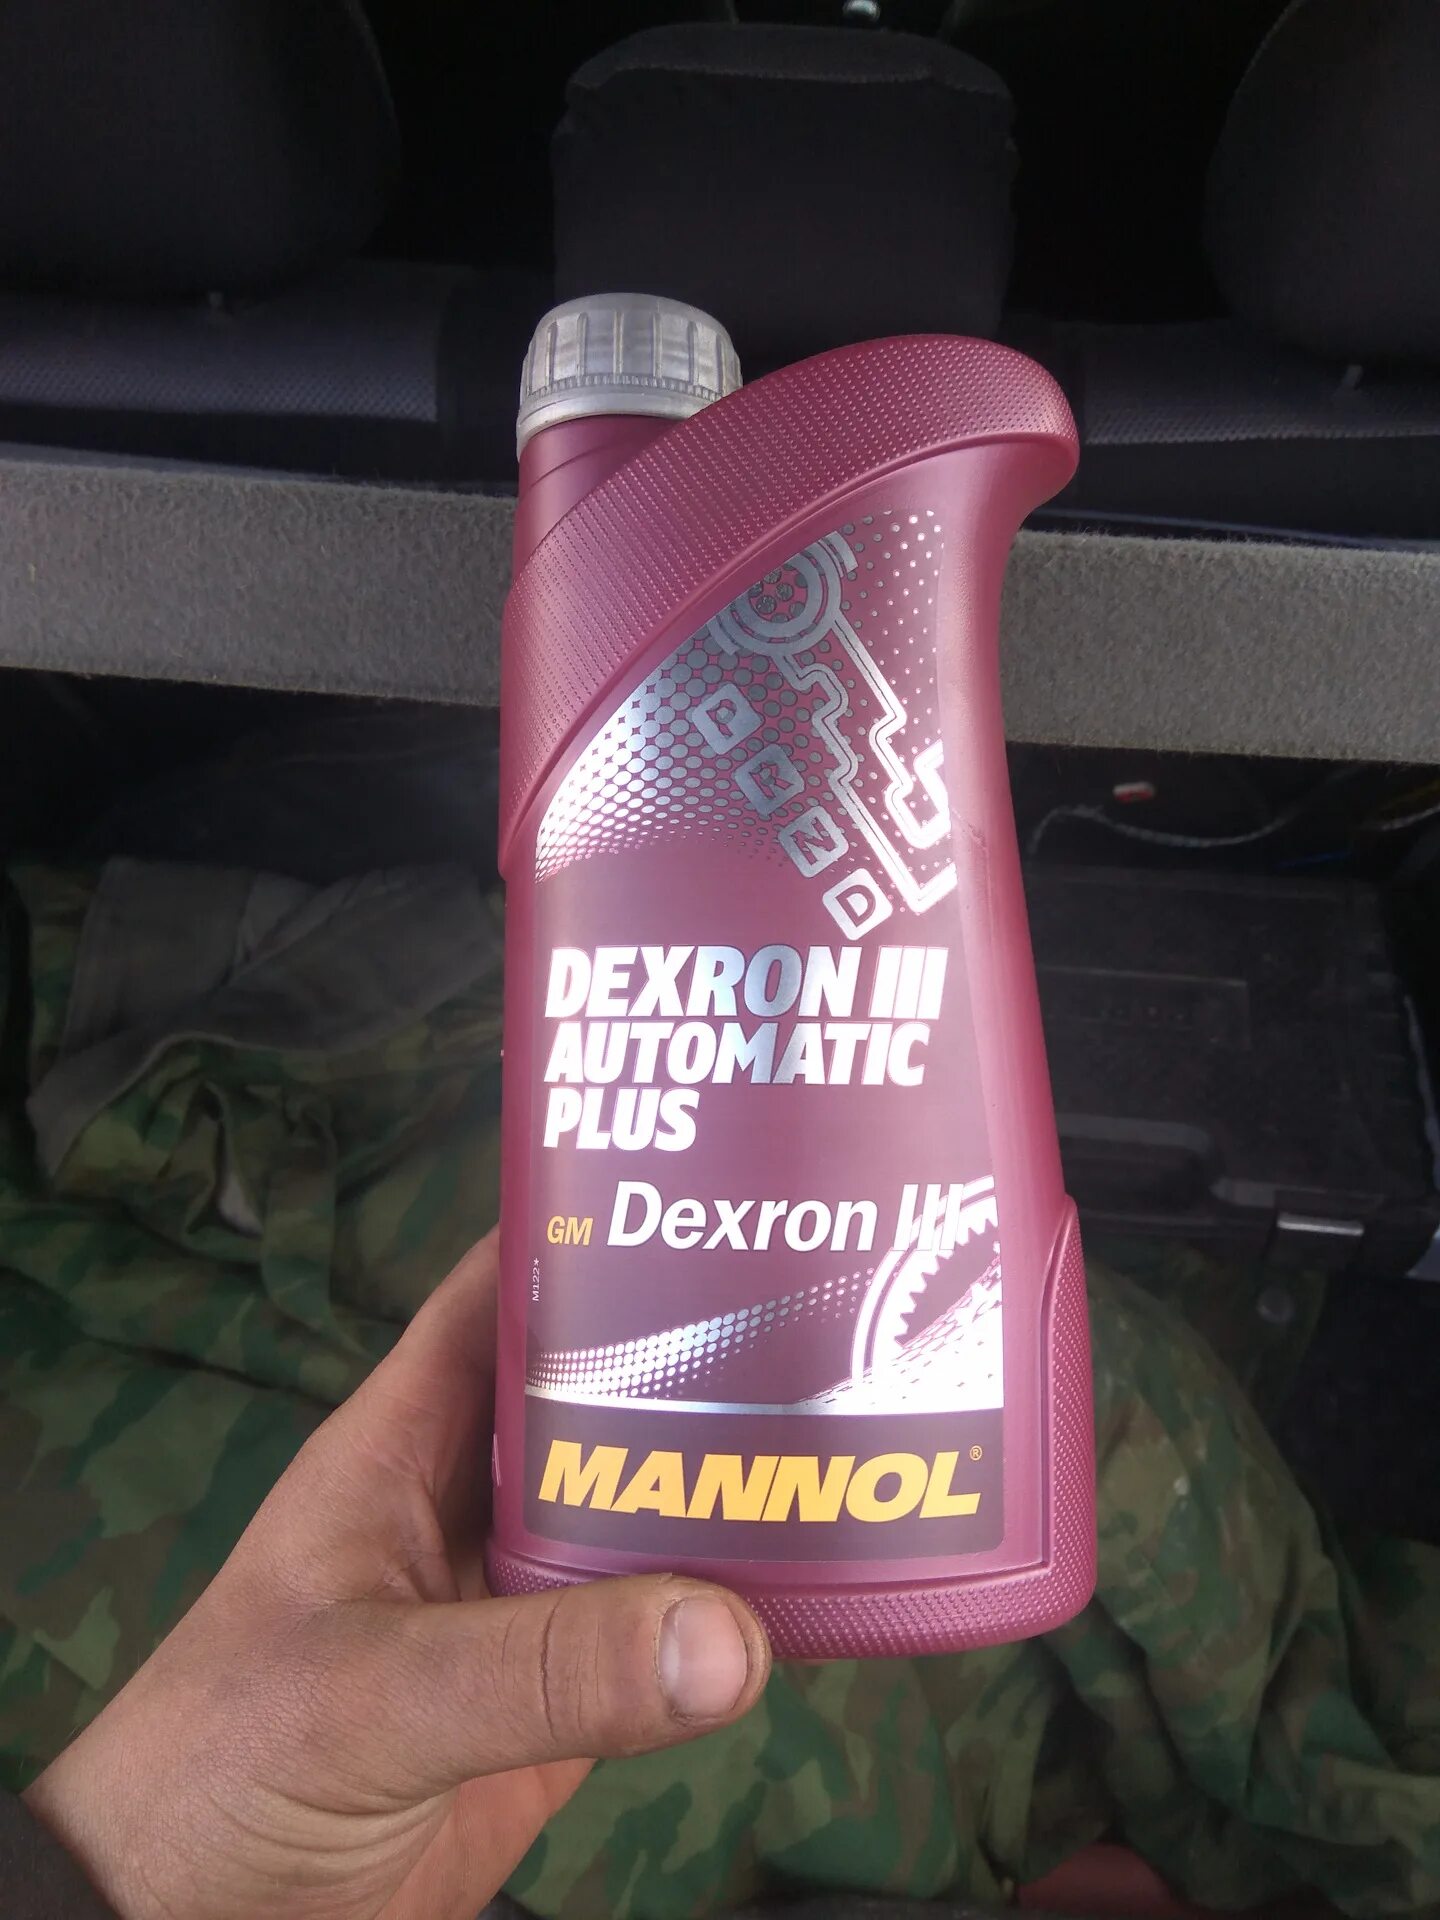 P
R
N
D
DEXRON III
AUTOMATIC
PLUS
GM Dexron III
M122*
MANNOL®